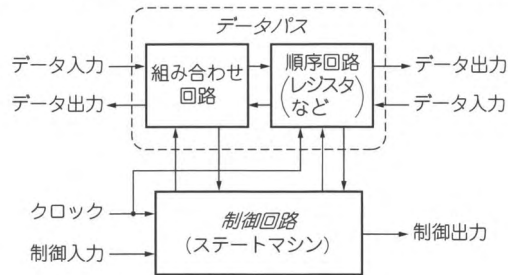 データパス
データ入力
データ出力
組み合わせ
回路
順序回路
(レジスタ
など)
データ出力
データ入力
クロック
制御入力
制御回路
(ステートマシン)
制御出力